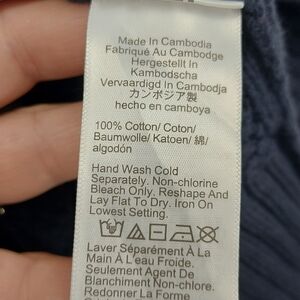 Made In Cambodia
Fabriqué Au Cambodge
Hergestellt In
Kambodscha
Vervaardigd In Cambodja
カンボジア製
hecho en camboya
100% Cotton/ Coton/
Baumwolle/ Katoen/ 綿/
algodón
Hand Wash Cold
Separately. Non-chlorine
Bleach Only. Reshape And
Lay Flat To Dry. Iron On
Lowest Setting.
Laver Séparément À La
Main À L'eau Froide.
Seulement Agent De
Blanchiment Non-chlore.
Redonner La Forme